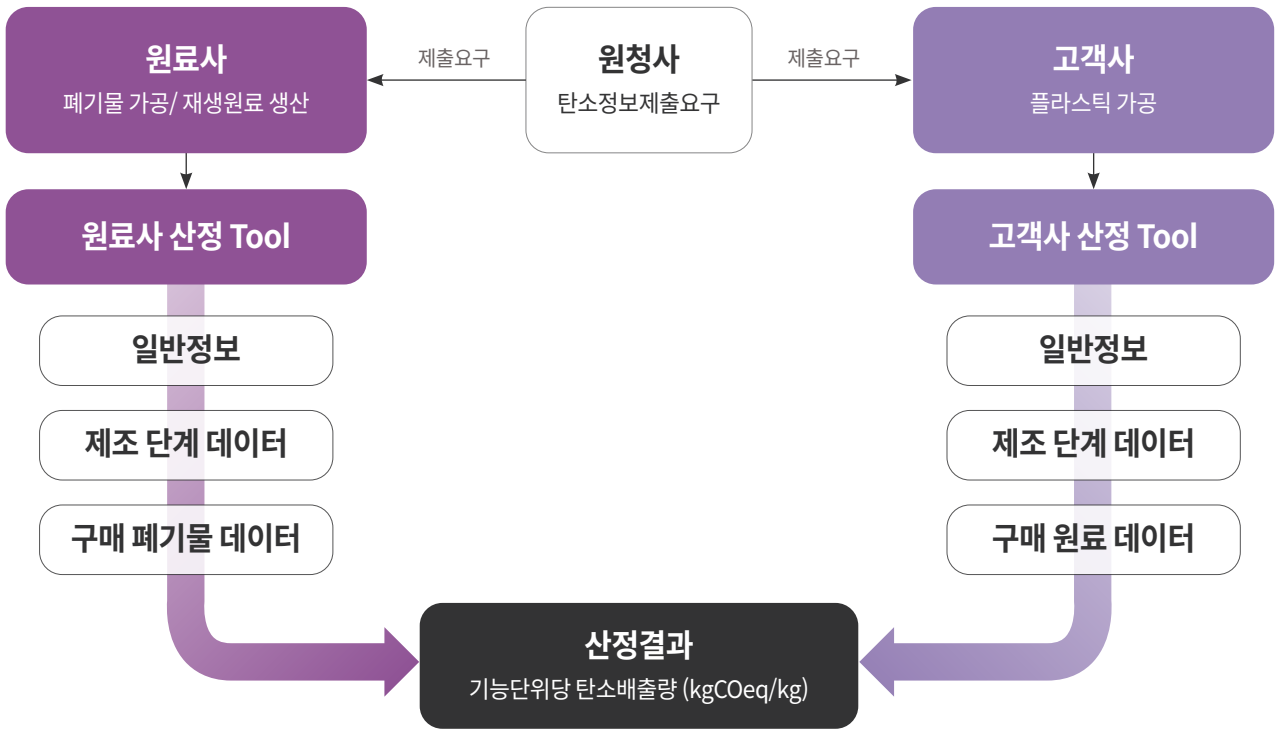 원료사
폐기물 가공/ 재생원료 생산
제출요구
원청사
탄소정보제출요구
제출요구
고객사
플라스틱 가공
원료사 산정 Tool
고객사 산정 Tool
일반정보
제조 단계 데이터
구매 폐기물 데이터
일반정보
제조 단계 데이터
구매 원료 데이터
산정결과
기능단위당 탄소배출량 (kgCOeq/kg)